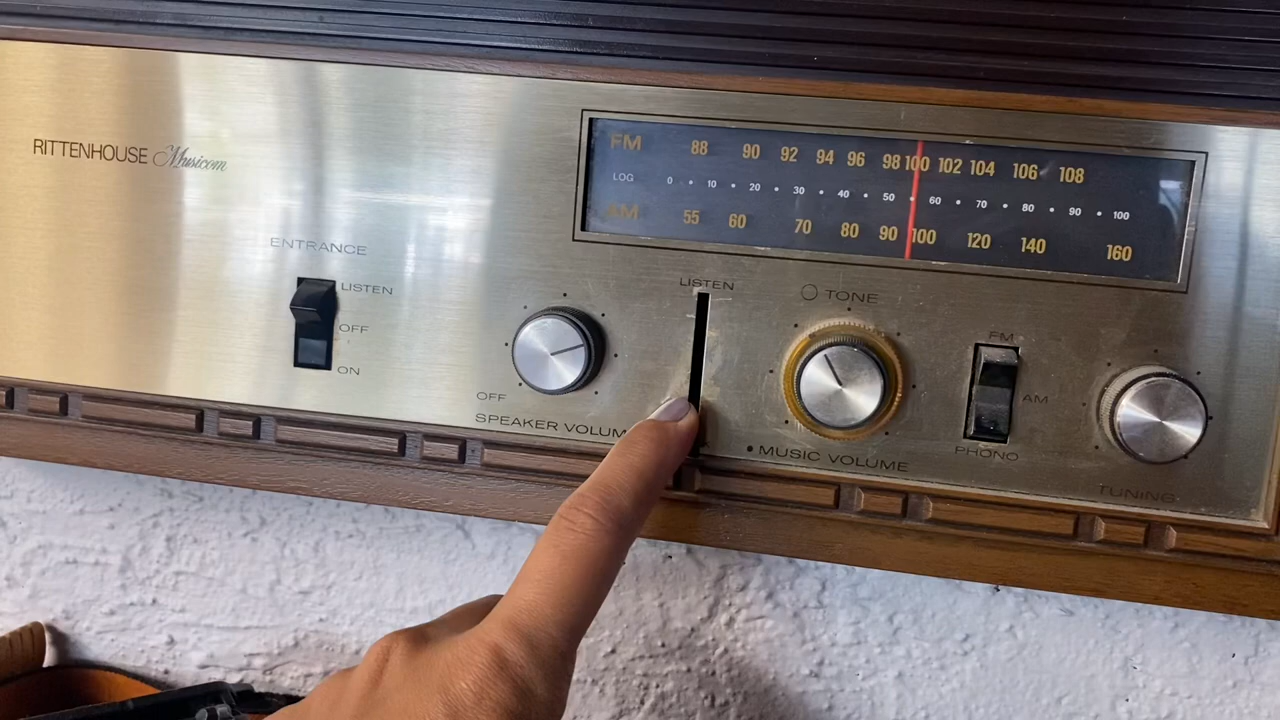 RITTENHOUSE Musicom
FM 88 90 92 94 96 98 100 102 104 106 108
LOG 0 10 20 30 40 50 60 70 80 90 100
AM 55 60 70 80 90 100 120 140 160
ENTRANCE
LISTEN
OFF
ON
OFF
SPEAKER VOLUM
LISTEN
TONE
MUSIC VOLUME
FM
AM
PHONO
TUNING